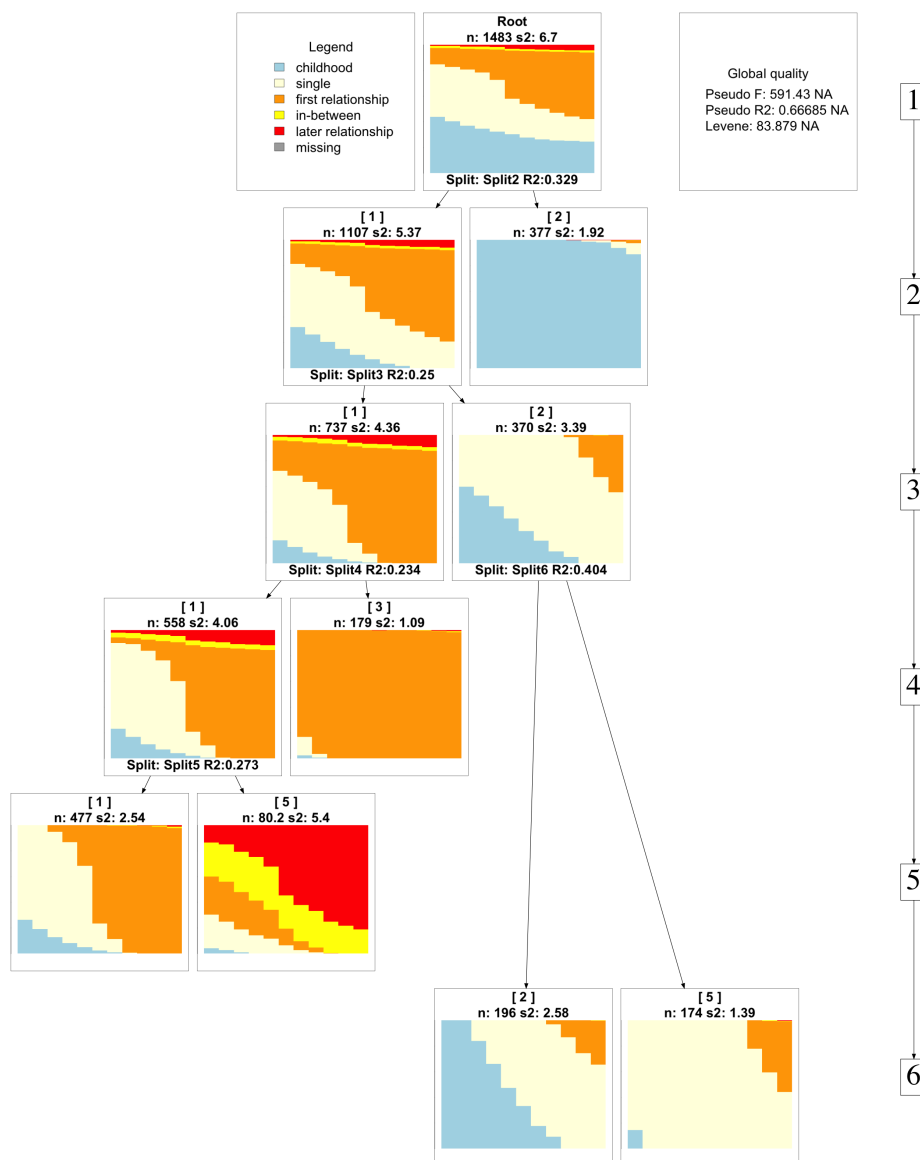 Legend
childhood
single
first relationship
in-between
later relationship
missing
Root
n: 1483 s2: 6.7
Split: Split2 R2:0.329
Global quality
Pseudo F: 591.43 NA
Pseudo R2: 0.66685 NA
Levene: 83.879 NA
1
[ 1 ]
n: 1107 s2: 5.37
Split: Split3 R2:0.25
[ 2 ]
n: 377 s2: 1.92
2
[ 1 ]
n: 737 s2: 4.36
Split: Split4 R2:0.234
[ 2 ]
n: 370 s2: 3.39
Split: Split6 R2:0.404
3
[ 1 ]
n: 558 s2: 4.06
Split: Split5 R2:0.273
[ 3 ]
n: 179 s2: 1.09
4
[ 1 ]
n: 477 s2: 2.54
[ 5 ]
n: 80.2 s2: 5.4
5
[ 2 ]
n: 196 s2: 2.58
[ 5 ]
n: 174 s2: 1.39
6